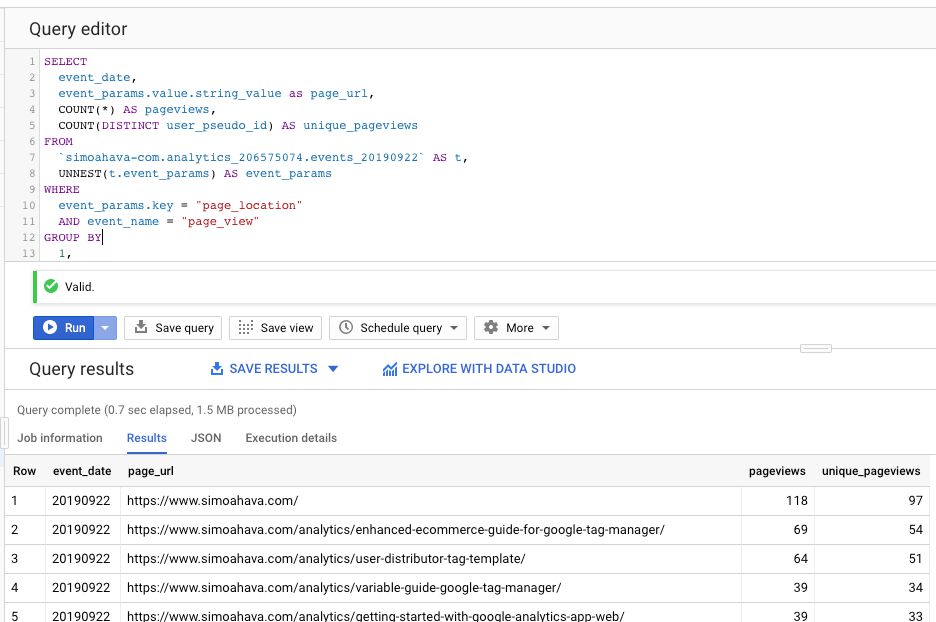 Query editor
1 SELECT
2 event_date,
3 event_params.value.string_value as page_url,
4 COUNT(*) AS pageviews,
5 COUNT(DISTINCT user_pseudo_id) AS unique_pageviews
6 FROM
7 `simoahava-com.analytics_206575074.events_20190922` AS t,
8 UNNEST(t.event_params) AS event_params
9 WHERE
10 event_params.key = "page_location"
11 AND event_name = "page_view"
12 GROUP BY
13 1,
Valid.
Run Save query Save view Schedule query More
Query results SAVE RESULTS EXPLORE WITH DATA STUDIO
Query complete (0.7 sec elapsed, 1.5 MB processed)
Job information Results JSON Execution details
Row event_date page_url pageviews unique_pageviews
1 20190922 https://www.simoahava.com/ 118 97
2 20190922 https://www.simoahava.com/analytics/enhanced-ecommerce-guide-for-google-tag-manager/ 69 54
3 20190922 https://www.simoahava.com/analytics/user-distributor-tag-template/ 64 51
4 20190922 https://www.simoahava.com/analytics/variable-guide-google-tag-manager/ 39 34
5 20190922 https://www.simoahava.com/analytics/getting-started-with-google-analytics-app-web/ 39 33